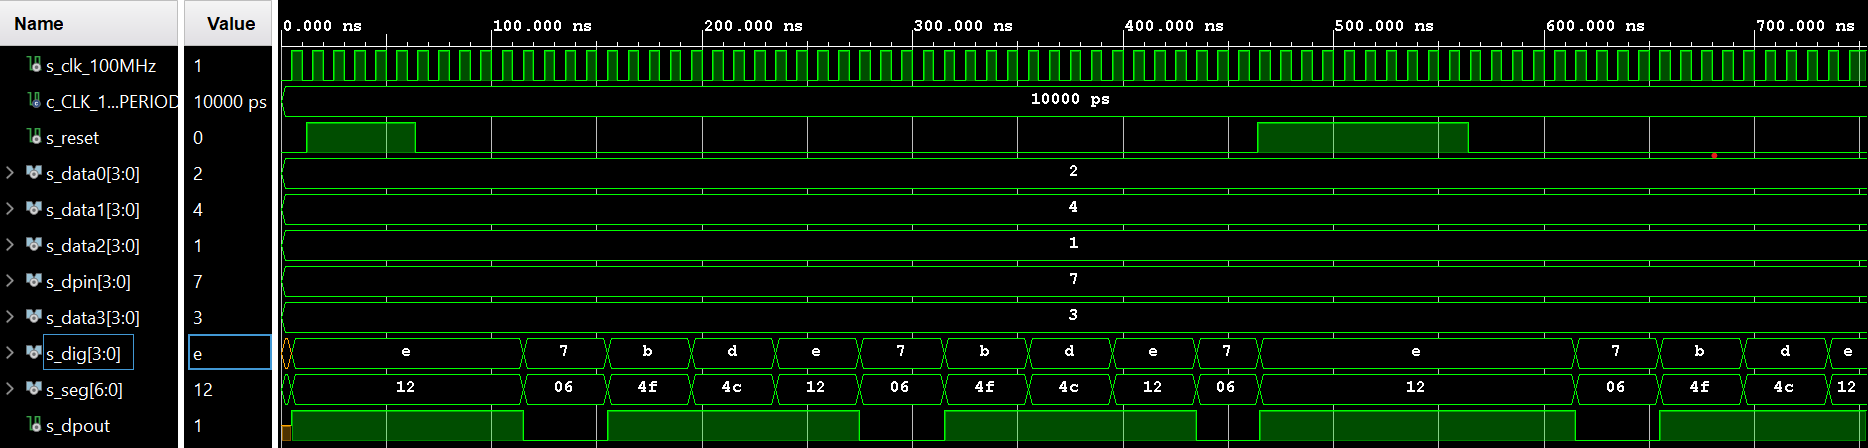 Name Value 0.000 ns 100.000 ns 200.000 ns 300.000 ns 400.000 ns 500.000 ns 600.000 ns 700.000 ns
s_clk_100MHz 1
c_CLK_1...PERIOD 10000 ps 10000 ps
s_reset 0
s_data0[3:0] 2 2
s_data1[3:0] 4 4
s_data2[3:0] 1 1
s_dpin[3:0] 7 7
s_data3[3:0] 3 3
s_dig[3:0] e e 7 b d e 7 b d e 7 e 7 b d e
s_seg[6:0] 12 12 06 4f 4c 12 06 4f 4c 12 06 12 06 4f 4c 12
s_dpout 1